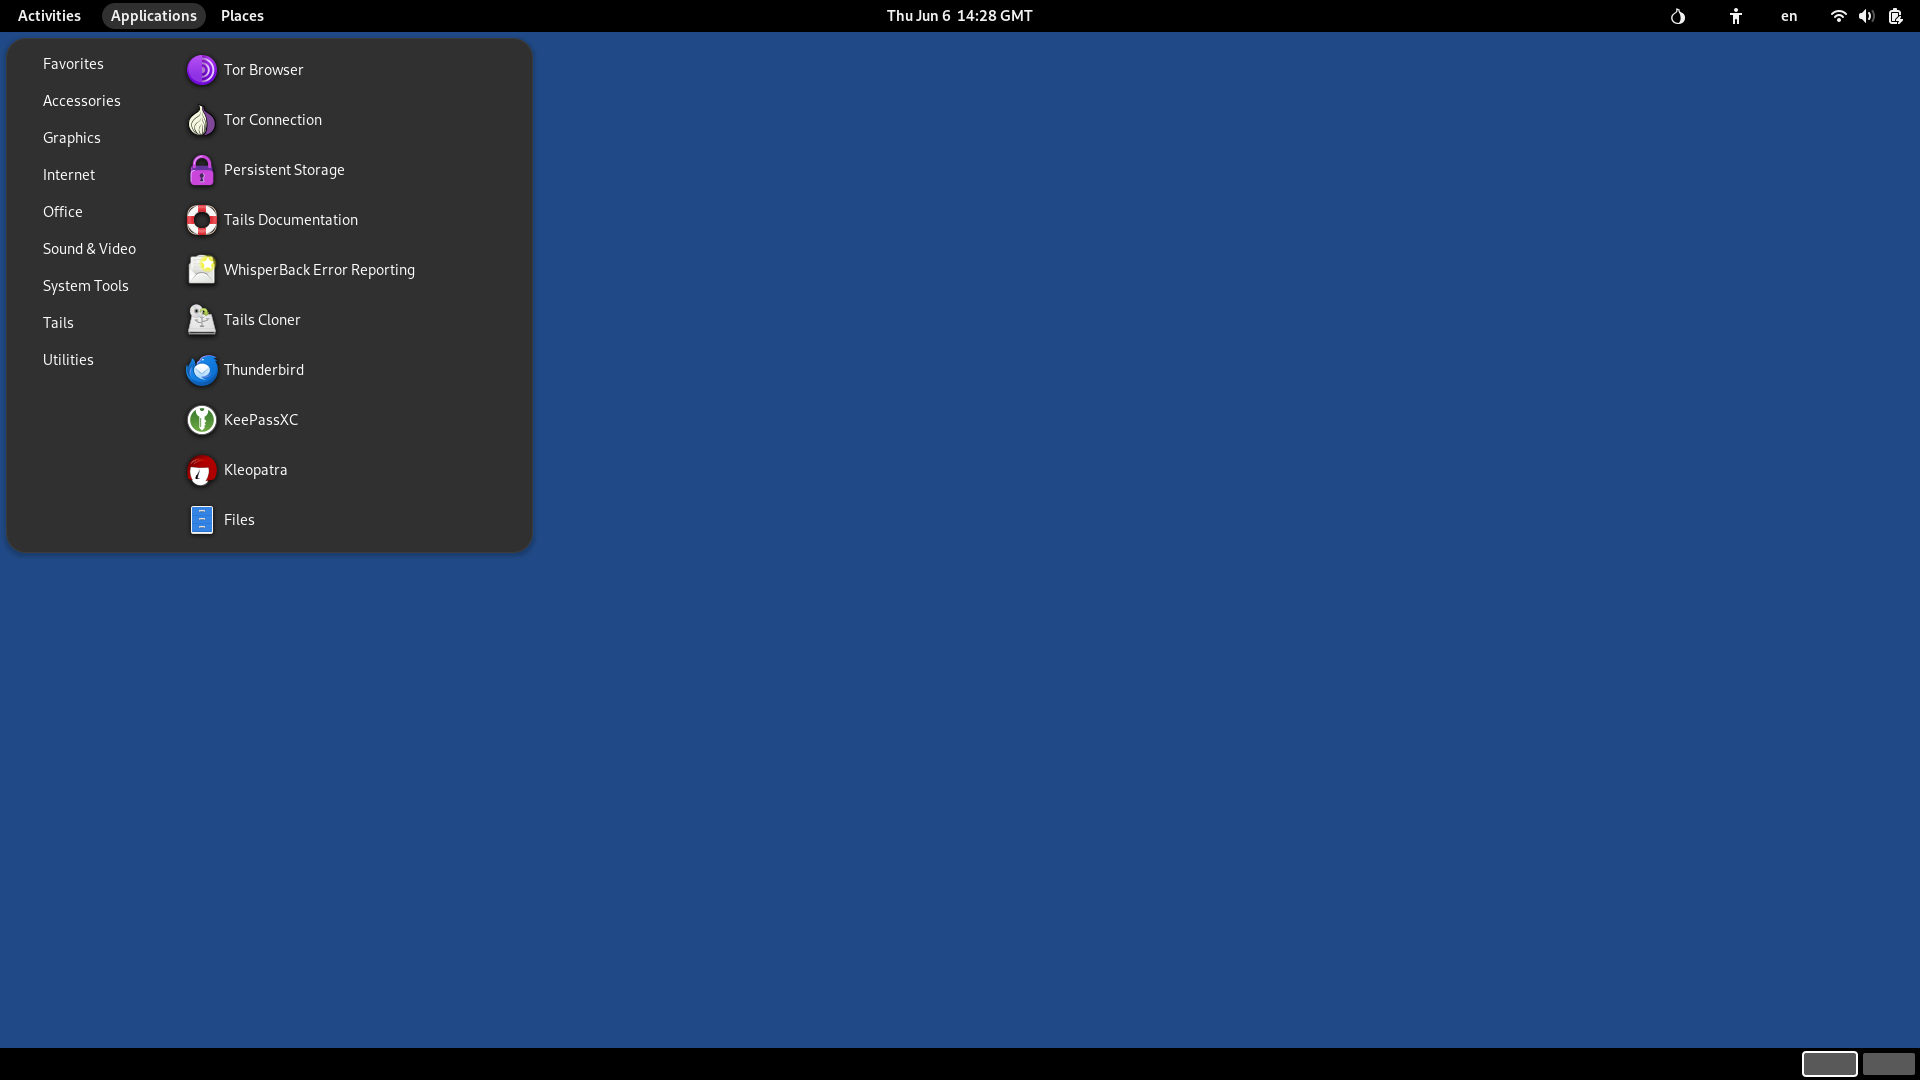 Activities Applications Places Thu Jun 6 14:28 GMT en
Favorites
Accessories
Graphics
Internet
Office
Sound & Video
System Tools
Tails
Utilities
Tor Browser
Tor Connection
Persistent Storage
Tails Documentation
WhisperBack Error Reporting
Tails Cloner
Thunderbird
KeePassXC
Kleopatra
Files